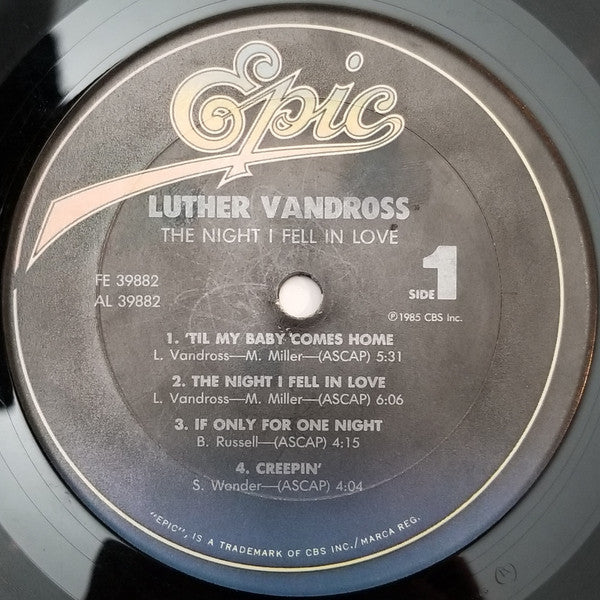 Epic
LUTHER VANDROSS
THE NIGHT I FELL IN LOVE
FE 39882
AL 39882
SIDE 1
℗1985 CBS Inc.
1. 'TIL MY BABY COMES HOME
L. Vandross—M. Miller—(ASCAP) 5:31
2. THE NIGHT I FELL IN LOVE
L. Vandross—M. Miller—(ASCAP) 6:06
3. IF ONLY FOR ONE NIGHT
B. Russell—(ASCAP) 4:15
4. CREEPIN'
S. Wonder—(ASCAP) 4:04
"EPIC", IS A TRADEMARK OF CBS INC./MARCA REG.